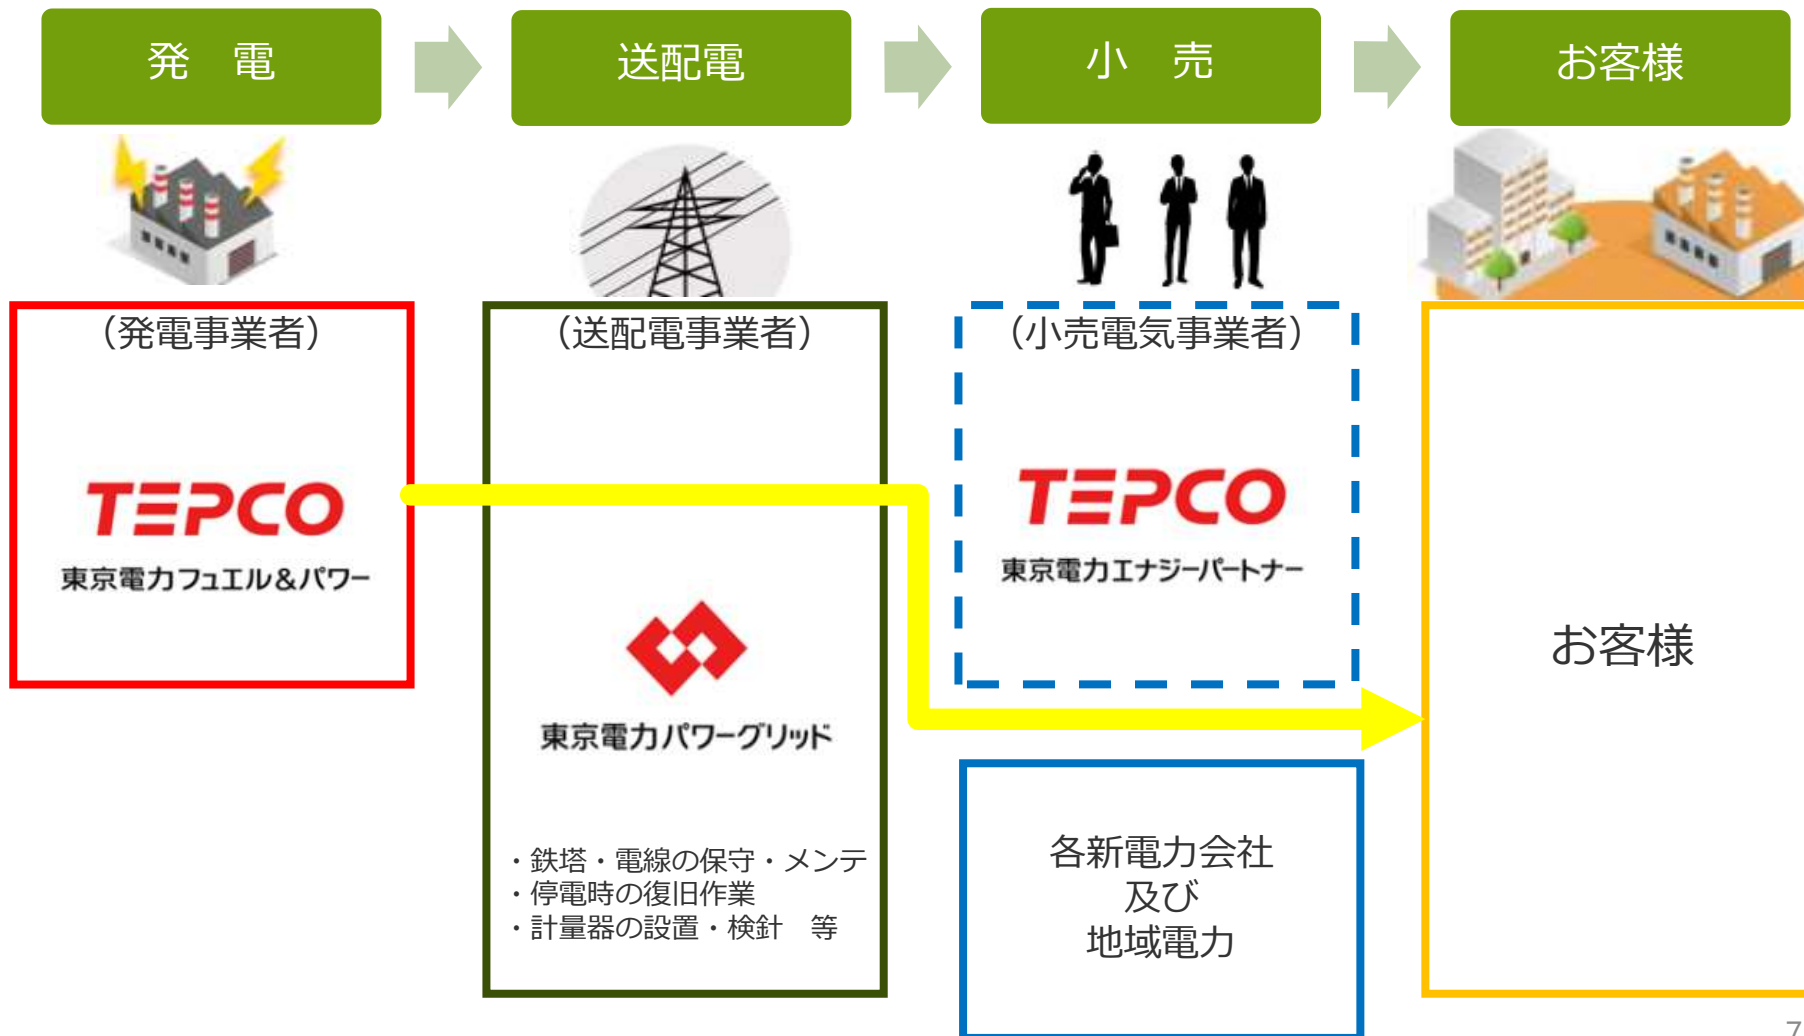 発　電
送配電
小　売
お客様
（発電事業者）
TEPCO
東京電力フュエル&パワー
（送配電事業者）
東京電力パワーグリッド
・鉄塔・電線の保守・メンテ
・停電時の復旧作業
・計量器の設置・検針　等
（小売電気事業者）
TEPCO
東京電力エナジーパートナー
各新電力会社
及び
地域電力
お客様
7